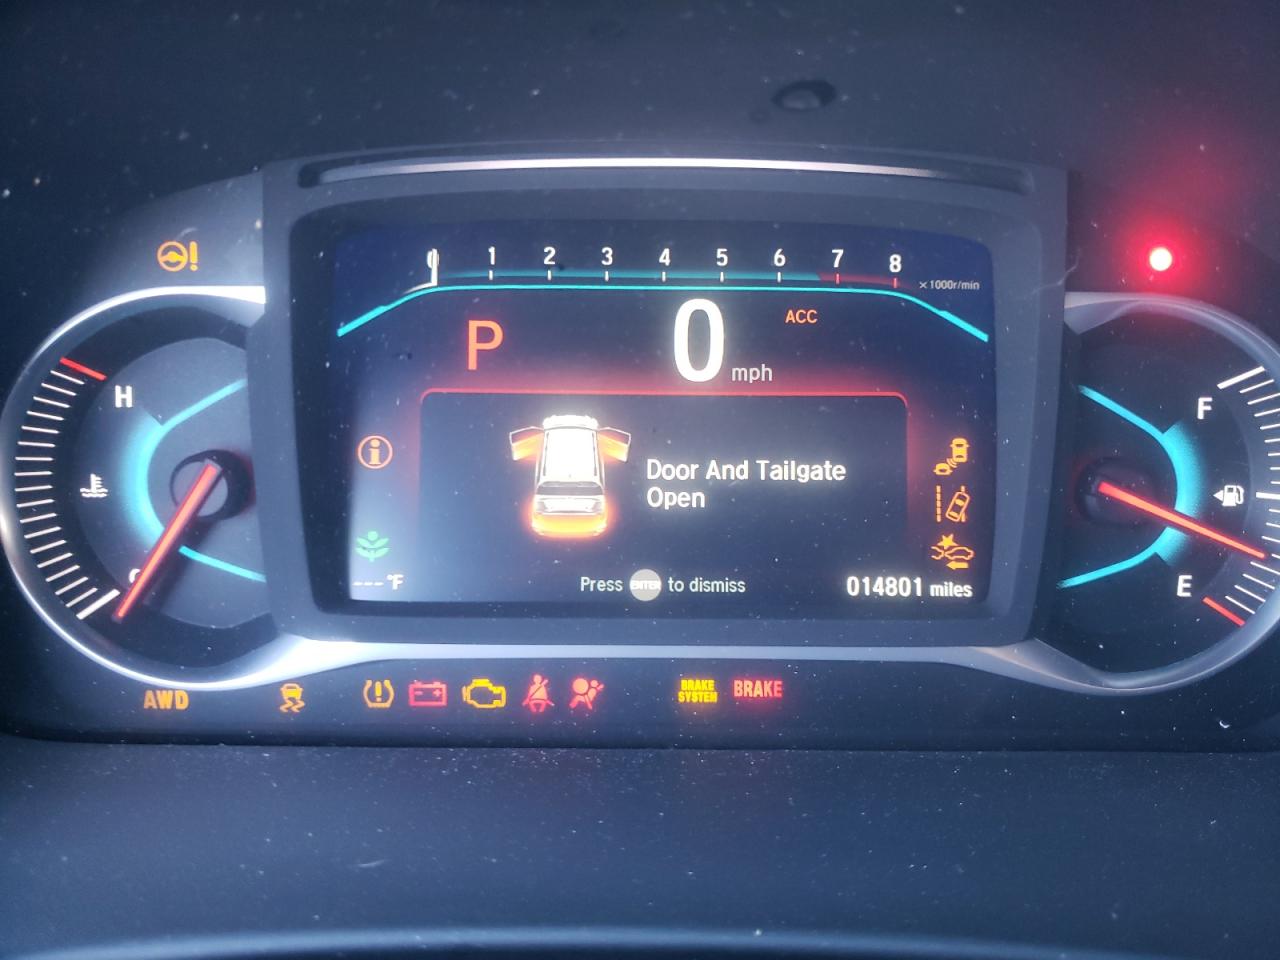 0 1 2 3 4 5 6 7 8
×1000r/min
P
0 mph
ACC
H
F
Door And Tailgate
Open
E
---°F
Press ENTER to dismiss
014801 miles
AWD
BRAKE
SYSTEM
BRAKE